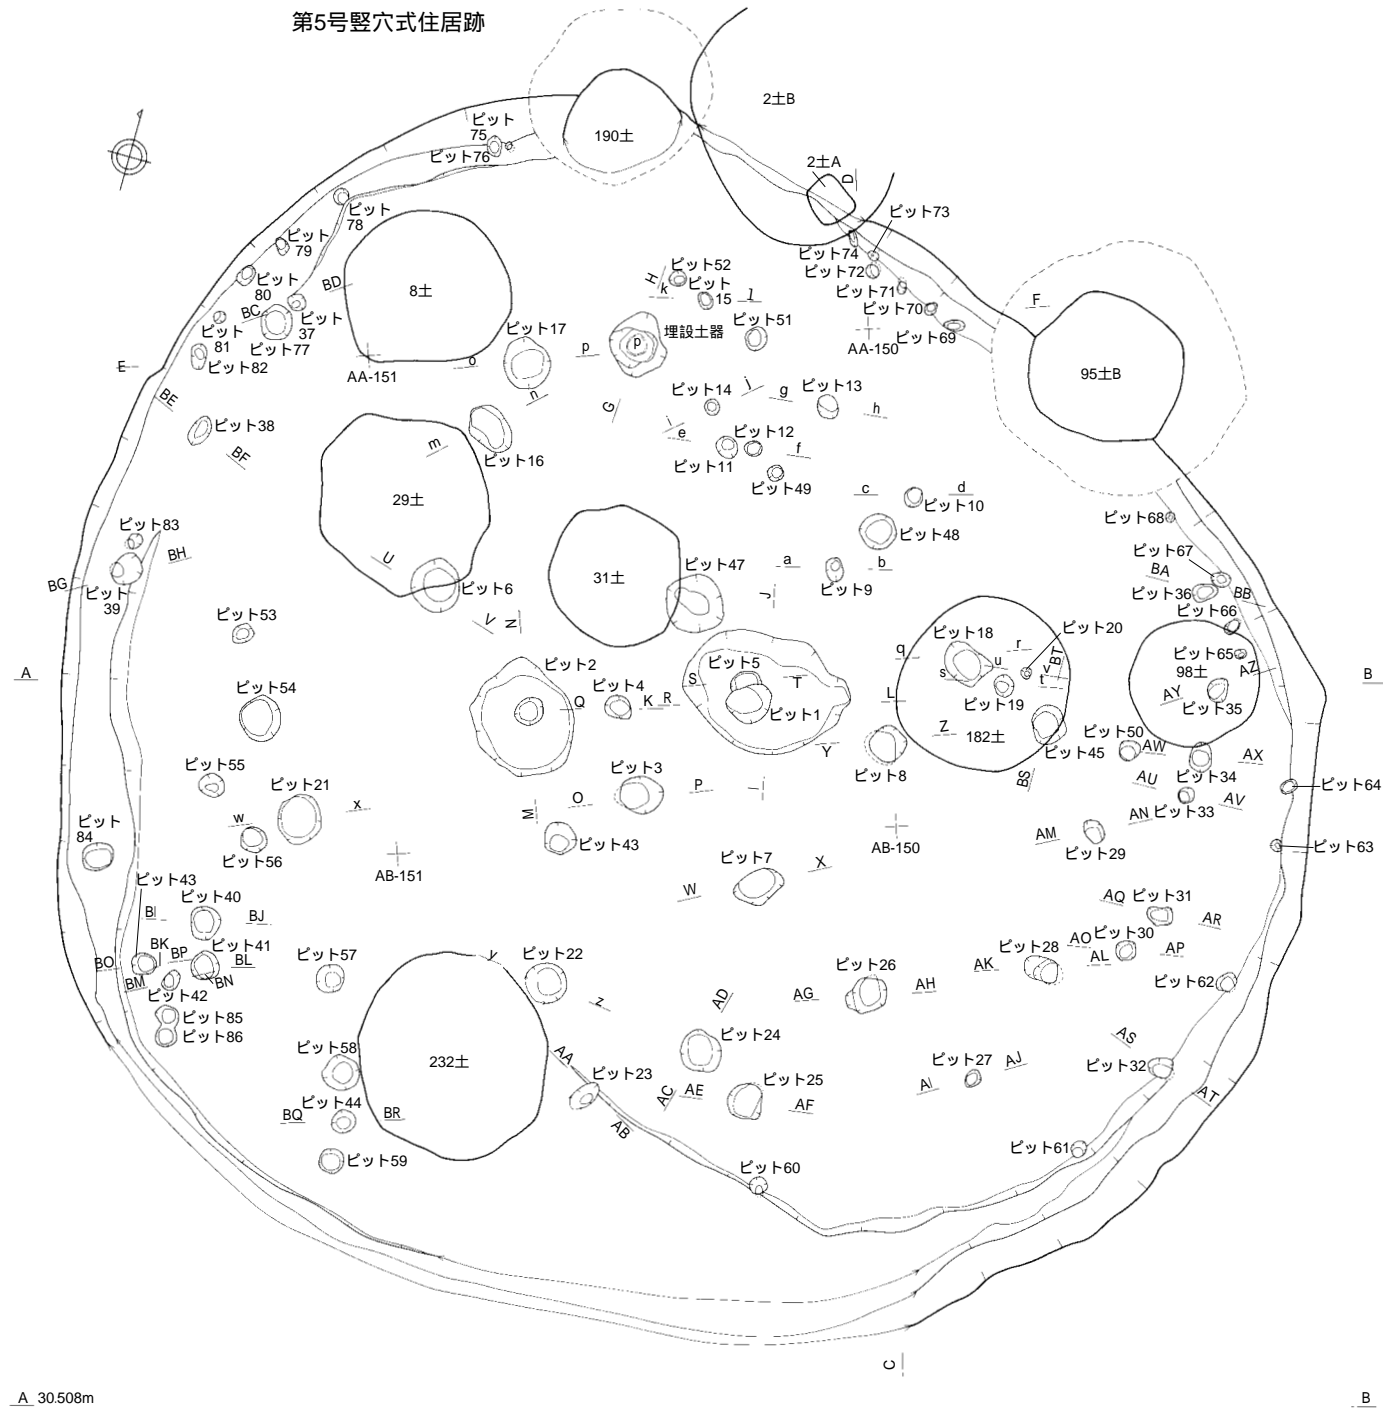 第5号竪穴式住居跡
2土B
190土
ピット
75
ピット76
2土A
D
ピット73
ピット
78
ピット74
ピット72
ピット
79
ピット71
ピット
80
BD
8土
H
k
ピット52
ピット
15
l
ピット70
F
BC
ピット
37
ピット
81
ピット77
ピット17
p
p
埋設土器
ピット51
AA-150
ピット69
E
ピット82
AA-151
o
95土B
BE
n
G
ピット14
j
g
ピット13
h
ピット38
BF
m
ピット16
i
e
ピット12
f
ピット11
ピット49
c
d
ピット10
29土
ピット83
BH
ピット48
ピット68
BG
ピット
39
U
ピット6
31土
ピット47
a
b
ピット9
J
ピット67
BA
ピット36
BB
ピット66
ピット53
V
N
ピット18
r
ピット20
q
u
s
v
t
BT
ピット65
98土
AZ
A
B
ピット2
ピット5
S
T
ピット54
Q
ピット4
K
R
ピット1
L
ピット19
AY
ピット35
Z
182土
Y
ピット8
ピット45
ピット50
AW
AX
ピット34
ピット55
ピット21
ピット3
P
I
BS
AU
ピット64
x
M
O
AN
ピット33
AV
ピット
84
w
ピット56
ピット43
AB-150
AM
ピット29
ピット63
AB-151
ピット7
X
ピット43
ピット40
W
AQ
ピット31
AR
BI
BJ
BK
ピット41
BO
BP
BL
ピット57
y
ピット22
AO
ピット30
AP
ピット28
AL
AK
BM
BN
ピット42
ピット26
AH
AG
AD
z
ピット62
ピット85
ピット86
ピット24
AS
ピット58
232土
AA
ピット23
AC
AE
ピット25
AF
AI
ピット27
AJ
ピット32
AT
ピット44
BQ
BR
AB
ピット59
ピット60
ピット61
C
A 30.508m
B